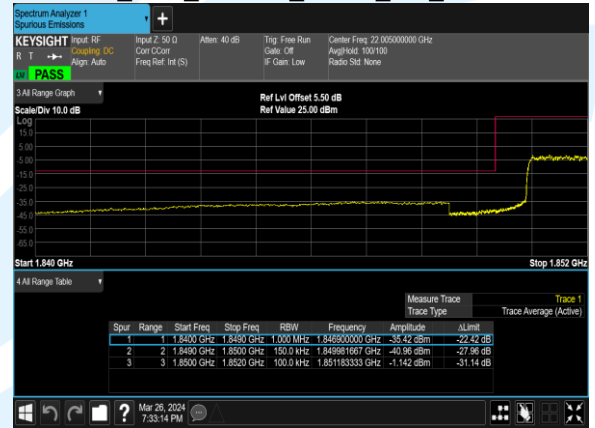 Spectrum Analyzer 1
Spurious Emissions
+
KEYSIGHT
R T
LV PASS
Input: RF
Coupling: DC
Align: Auto
Input Z: 50 Ω
Corr CCorr
Freq Ref: Int (S)
Atten: 40 dB
Trig: Free Run
Gate: Off
IF Gain: Low
Center Freq: 22.005000000 GHz
Avg|Hold: 100/100
Radio Std: None
3 All Range Graph
Scale/Div 10.0 dB
Ref Lvl Offset 5.50 dB
Ref Value 25.00 dBm
Log
15.0
5.00
-5.00
-15.0
-25.0
-35.0
-45.0
-55.0
-65.0
Start 1.840 GHz
Stop 1.852 GHz
4 All Range Table
Measure Trace Trace 1
Trace Type Trace Average (Active)
Spur Range Start Freq Stop Freq RBW Frequency Amplitude ΔLimit
1 1 1.8400 GHz 1.8490 GHz 1.000 MHz 1.846900000 GHz -35.42 dBm -22.42 dB
2 2 1.8490 GHz 1.8500 GHz 150.0 kHz 1.849981667 GHz -40.96 dBm -27.96 dB
3 3 1.8500 GHz 1.8520 GHz 100.0 kHz 1.851183333 GHz -1.142 dBm -31.14 dB
?
Mar 26, 2024
7:33:14 PM